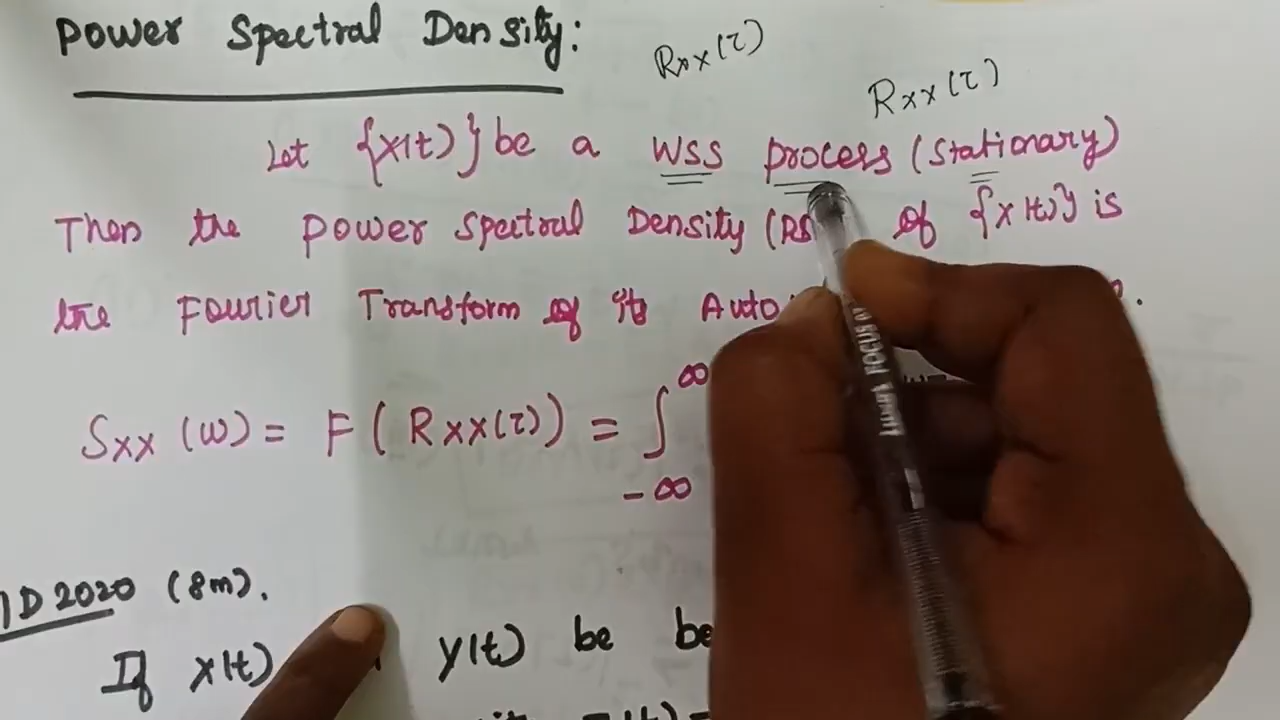 Power Spectral Density:
Rxx(τ)
Rxx(τ)
Let {X(t)} be a WSS process (Stationary)
Then the power Spectral Density (PS of {X(t)} is
the Fourier Transform of its Auto
Sxx (ω) = F ( Rxx(τ)) = ∫ ∞ -∞
D 2020 (8m).
If X(t) Y(t) be be